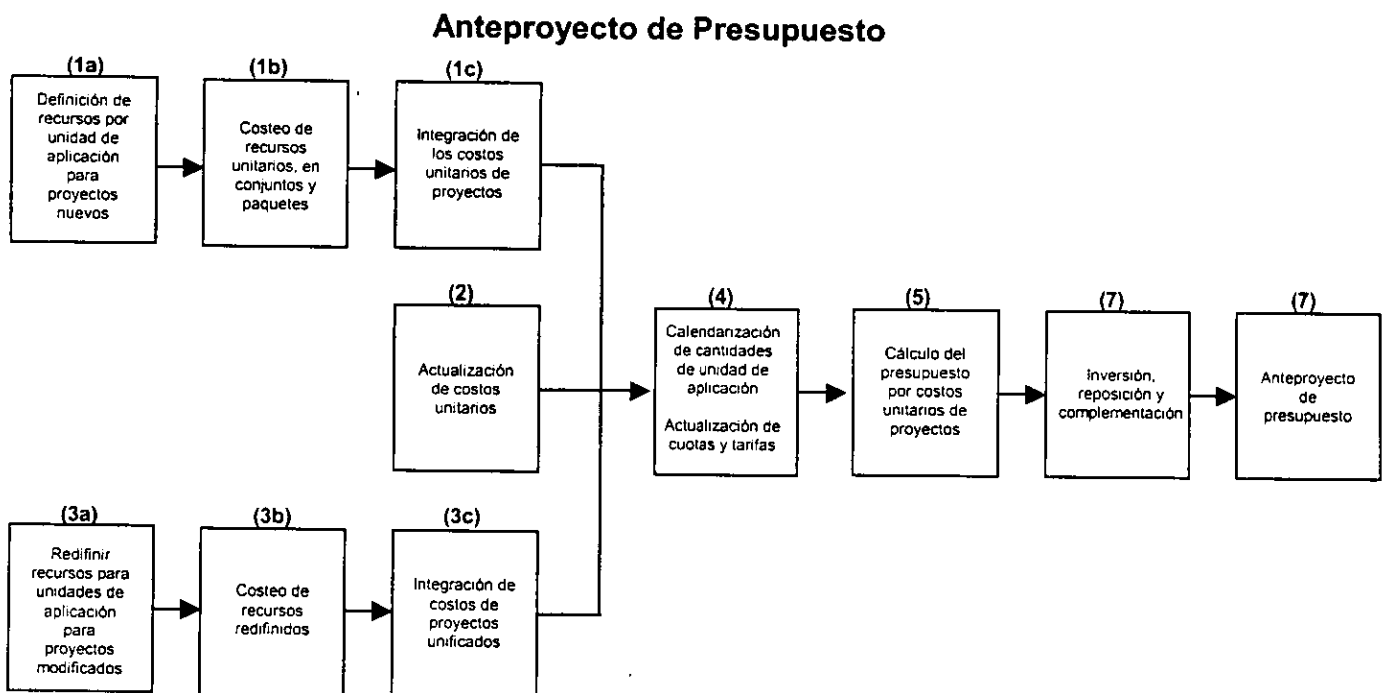 Anteproyecto de Presupuesto
(1a)
Definición de
recursos por
unidad de
aplicación
para
proyectos
nuevos
(1b)
Costeo de
recursos
unitarios, en
conjuntos y
paquetes
(1c)
Integración de
los costos
unitarios de
proyectos
(2)
Actualización
de costos
unitarios
(3a)
Redifinir
recursos para
unidades de
aplicación
para
proyectos
modificados
(3b)
Costeo de
recursos
redifinidos
(3c)
Integración de
costos de
proyectos
unificados
(4)
Calendarización
de cantidades
de unidad de
aplicación
Actualización de
cuotas y tarifas
(5)
Cálculo del
presupuesto
por costos
unitarios de
proyectos
(7)
Inversión,
reposición y
complementación
(7)
Anteproyecto
de
presupuesto